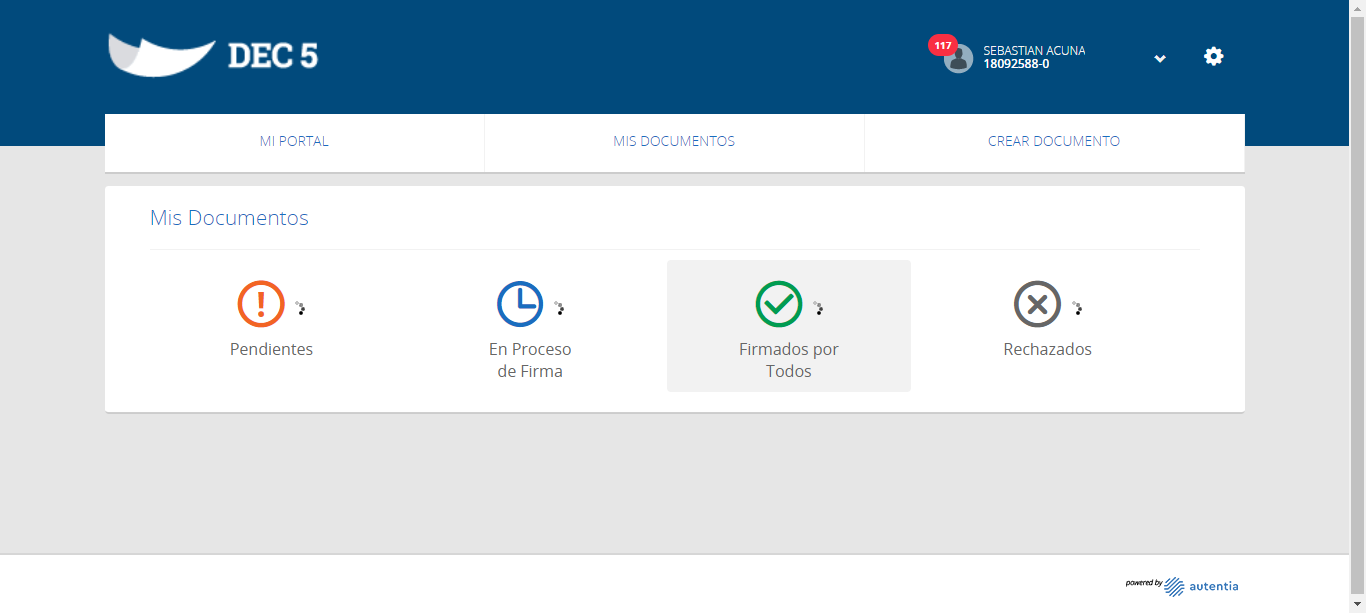 DEC 5
117
SEBASTIAN ACUNA
18092588-0
MI PORTAL
MIS DOCUMENTOS
CREAR DOCUMENTO
Mis Documentos
Pendientes
En Proceso
de Firma
Firmados por
Todos
Rechazados
powered by
autentia